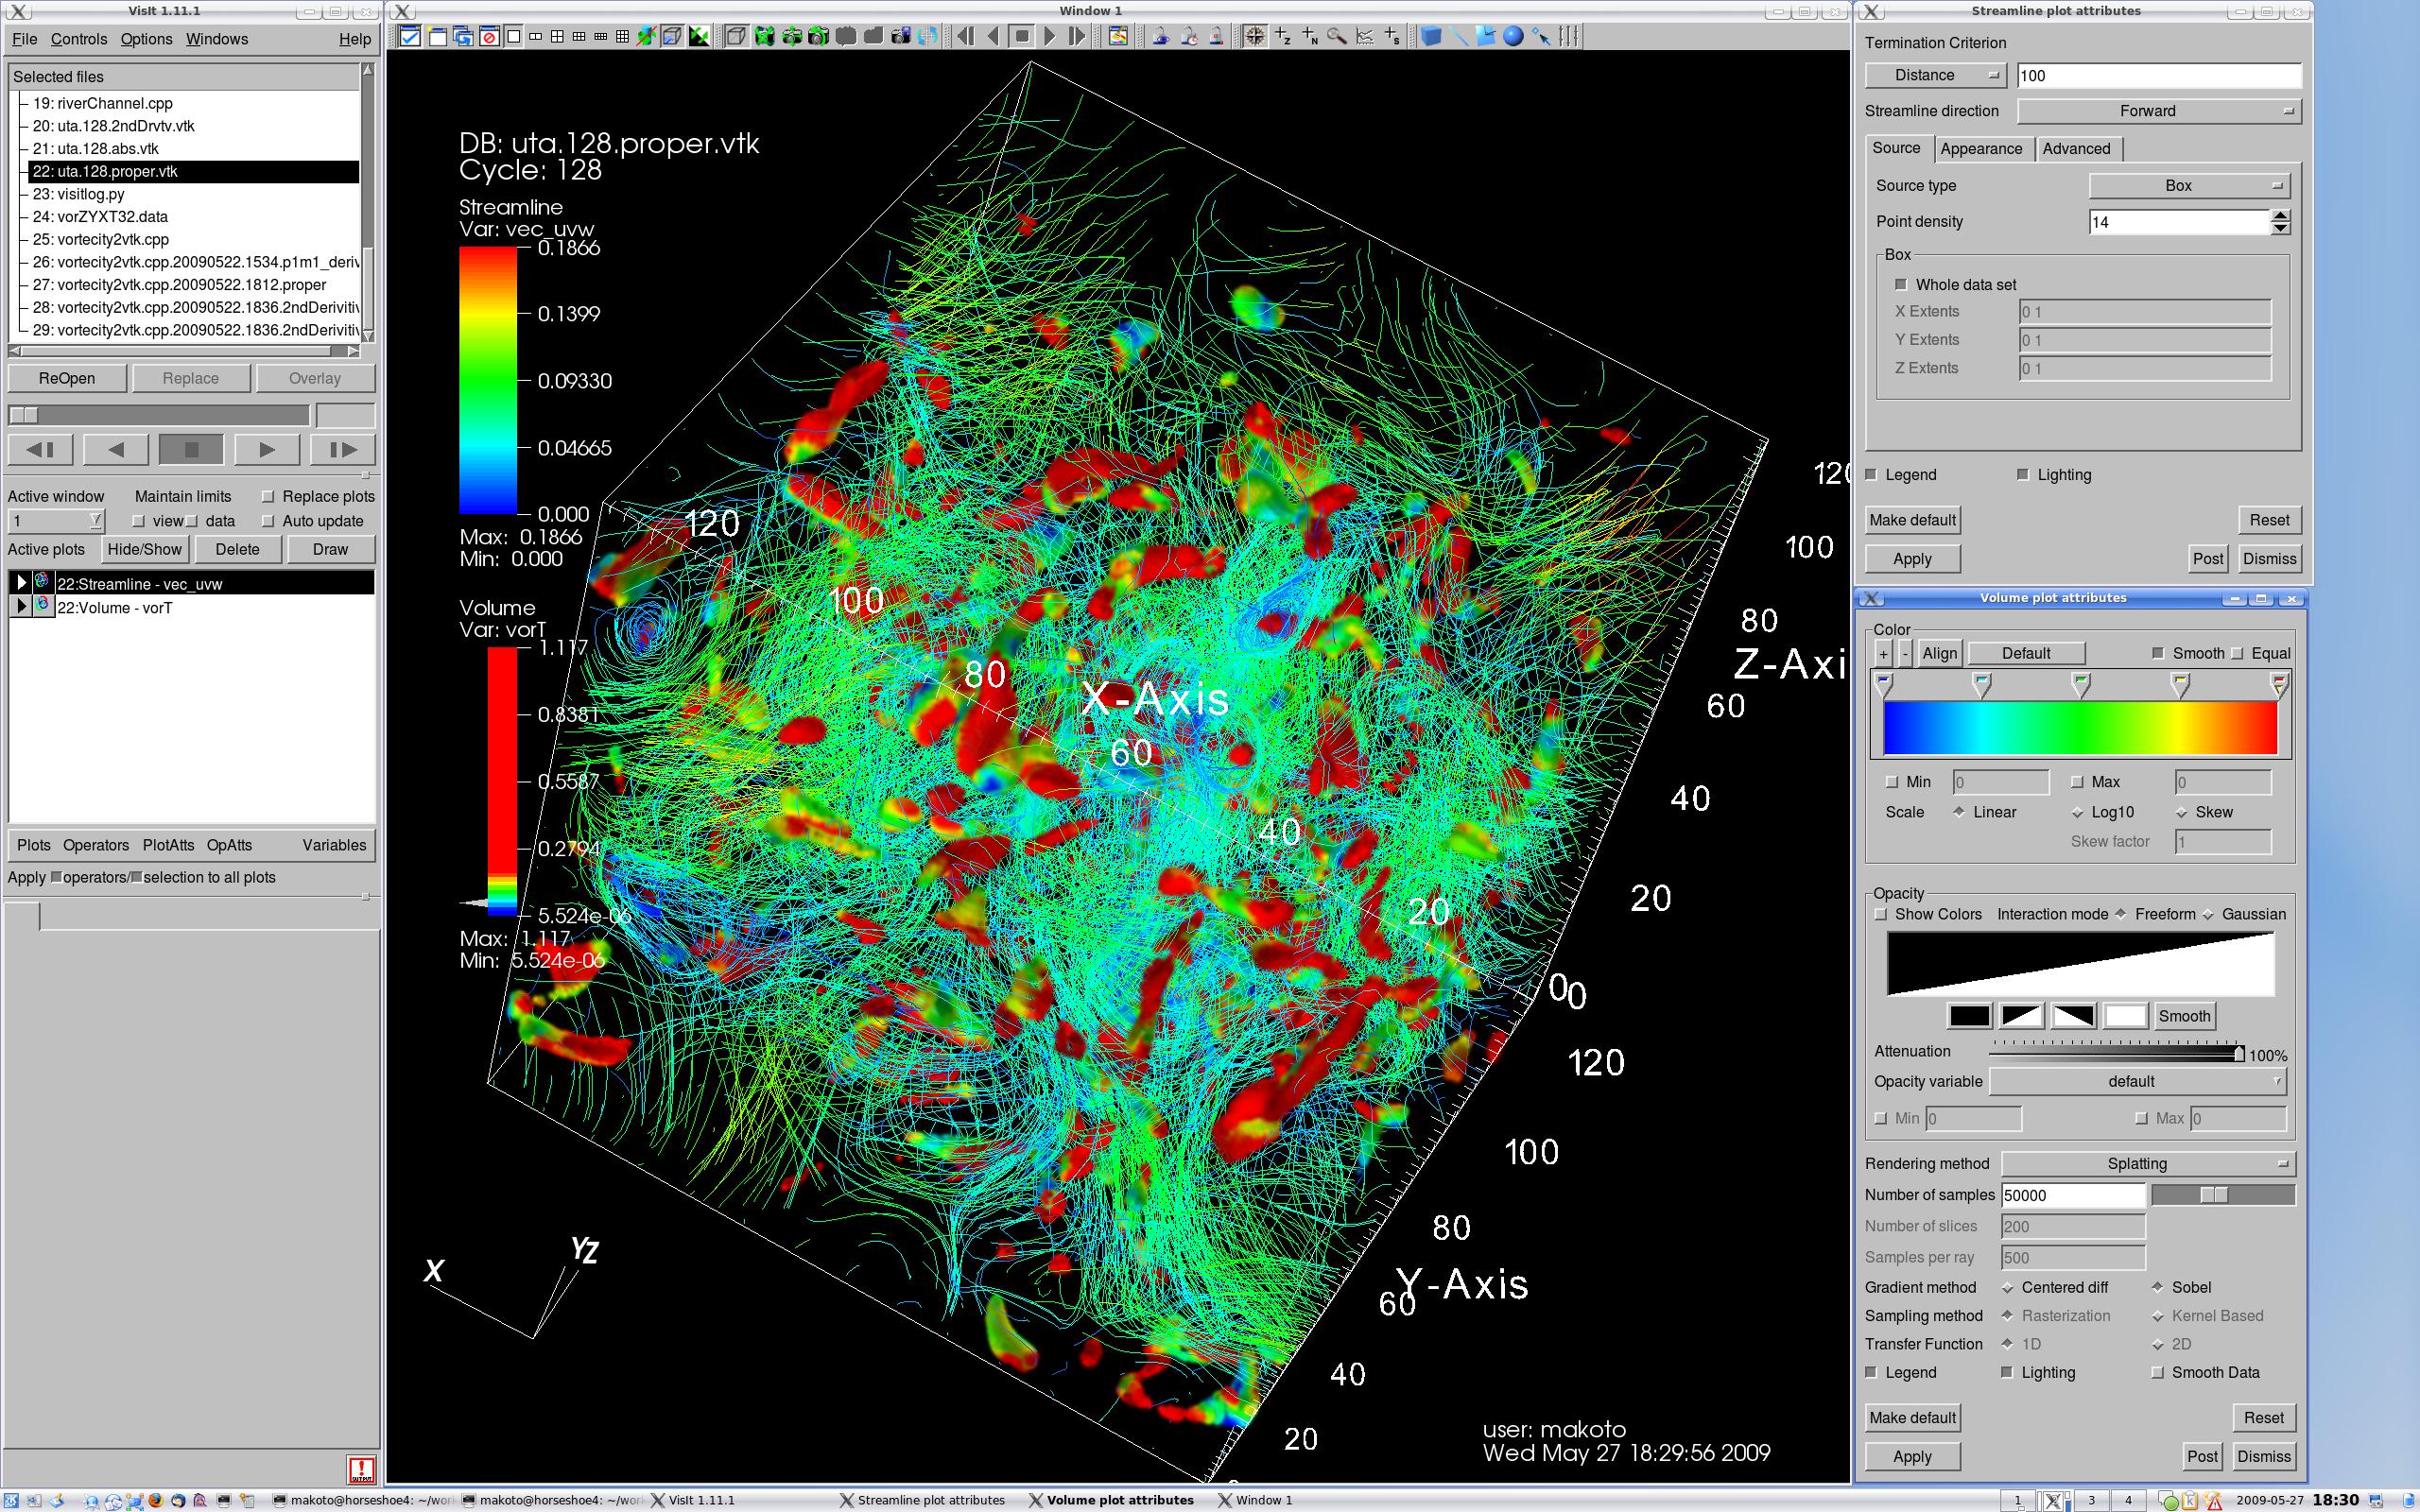 VisIt 1.11.1
File Controls Options Windows Help
Selected files
19: riverChannel.cpp
20: uta.128.2ndDrvtv.vtk
21: uta.128.abs.vtk
22: uta.128.proper.vtk
23: visitlog.py
24: vorZYXT32.data
25: vortecity2vtk.cpp
26: vortecity2vtk.cpp.20090522.1534.p1m1_deriv
27: vortecity2vtk.cpp.20090522.1812.proper
28: vortecity2vtk.cpp.20090522.1836.2ndDerivitiv
29: vortecity2vtk.cpp.20090522.1836.2ndDerivitiv
ReOpen Replace Overlay
Active window Maintain limits Replace plots
1 view data Auto update
Active plots Hide/Show Delete Draw
22:Streamline - vec_uvw
22:Volume - vorT
Plots Operators PlotAtts OpAtts Variables
Apply operators/ selection to all plots
Window 1
DB: uta.128.proper.vtk
Cycle: 128
Streamline
Var: vec_uvw
0.1866
0.1399
0.09330
0.04665
0.000
Max: 0.1866
Min: 0.000
Volume
Var: vorT
1.117
0.8381
0.5587
0.2794
5.524e-06
Max: 1.117
Min: 5.524e-06
120
100
80
X-Axis
60
40
20
0
120
100
80
Z-Axi
60
40
20
0
120
100
80
Y-Axis
60
40
20
X
YZ
user: makoto
Wed May 27 18:29:56 2009
Streamline plot attributes
Termination Criterion
Distance 100
Streamline direction Forward
Source Appearance Advanced
Source type Box
Point density 14
Box
Whole data set
X Extents 0 1
Y Extents 0 1
Z Extents 0 1
Legend Lighting
Make default Reset
Apply Post Dismiss
Volume plot attributes
Color
+ - Align Default Smooth Equal
Min 0 Max 0
Scale Linear Log10 Skew
Skew factor 1
Opacity
Show Colors Interaction mode Freeform Gaussian
Smooth
Attenuation 100%
Opacity variable default
Min 0 Max 0
Rendering method Splatting
Number of samples 50000
Number of slices 200
Samples per ray 500
Gradient method Centered diff Sobel
Sampling method Rasterization Kernel Based
Transfer Function 1D 2D
Legend Lighting Smooth Data
Make default Reset
Apply Post Dismiss
makoto@horseshoe4: ~/wor makoto@horseshoe4: ~/wor VisIt 1.11.1 Streamline plot attributes Volume plot attributes Window 1 1 3 4 2009-05-27 18:30